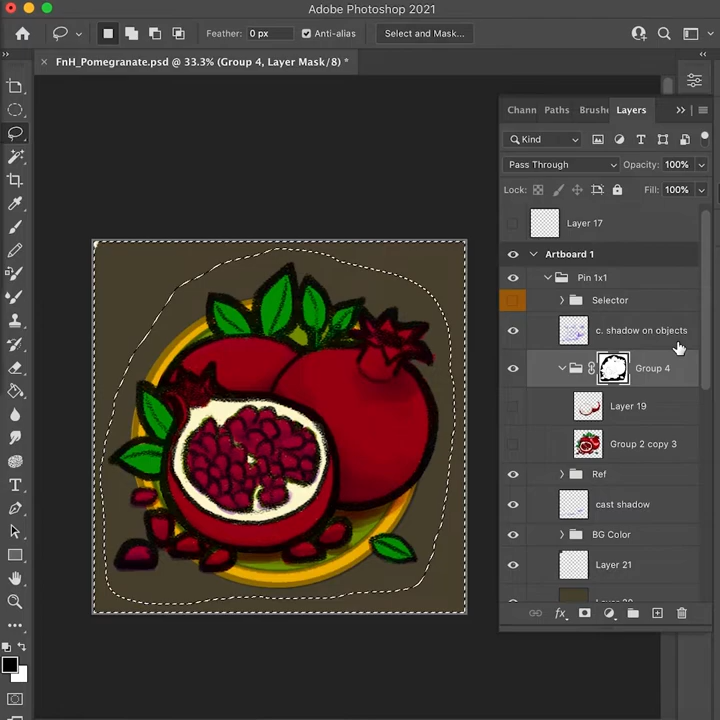 Adobe Photoshop 2021
Feather: 0 px
Anti-alias
Select and Mask...
FnH_Pomegranate.psd @ 33.3% (Group 4, Layer Mask/8) *
Chann
Paths
Brushe
Layers
Kind
Pass Through
Opacity: 100%
Lock:
Fill: 100%
Layer 17
Artboard 1
Pin 1x1
Selector
c. shadow on objects
Group 4
Layer 19
Group 2 copy 3
Ref
cast shadow
BG Color
Layer 21
fx